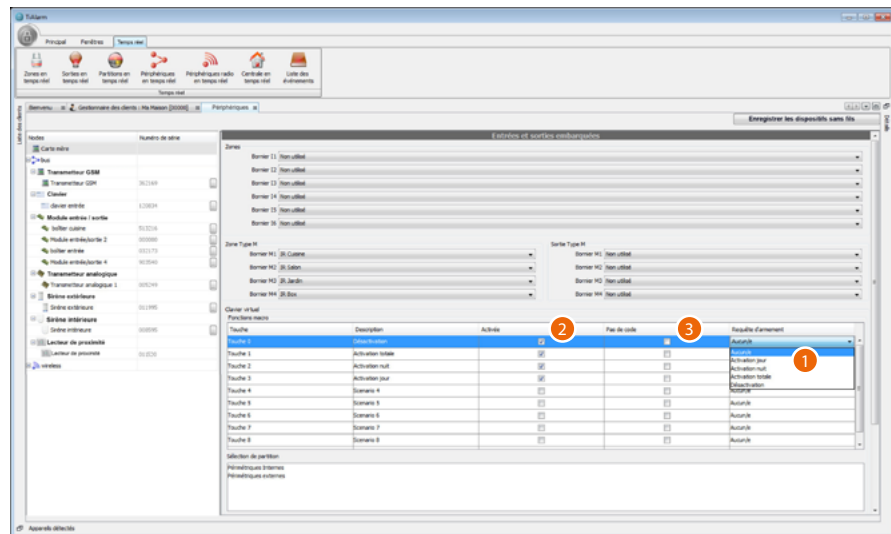 TiAlarm
Principal Fenêtres Temps réel
Zones en temps réel
Sorties en temps réel
Partitions en temps réel
Périphériques en temps réel
Périphériques radio en temps réel
Centrale en temps réel
Liste des événements
Temps réel
Liste des clients
Bienvenu
Gestionnaire des clients : Ma Maison [00000]
Périphériques
Détails
Enregistrer les dispositifs sans fils
Nodes Numéro de série
Carte mère
bus
Transmetteur GSM
Transmetteur GSM
Clavier
clavier entrée
Module entrée / sortie
boîtier cuisine
Module entrée/sortie 2
boîtier entrée
Module entrée/sortie 4
Transmetteur analogique
Transmetteur analogique 1
Sirène extérieure
Sirène extérieure
Sirène intérieure
Sirène intérieure
Lecteur de proximité
Lecteur de proximité
wireless
Entrées et sorties embarquées
Zones
Bornier I1 Non utilisé
Bornier I2 Non utilisé
Bornier I3 Non utilisé
Bornier I4 Non utilisé
Bornier I5 Non utilisé
Bornier I6 Non utilisé
Zone Type M Sortie Type M
Bornier M1 IR Cuisine Bornier M1 Non utilisé
Bornier M2 IR Salon Bornier M2 Non utilisé
Bornier M3 IR Jardin Bornier M3 Non utilisé
Bornier M4 IR Box Bornier M4 Non utilisé
Clavier virtuel
Fonctions macro
Touche Description Activée 2 Pas de code 3 Requête d'armement
Touche 0 Désactivation Aucun/e
Touche 1 Activation totale
Touche 2 Activation nuit
Touche 3 Activation jour
Aucun/e
Activation jour
Activation nuit
Activation totale
Désactivation
1
Touche 4 Scenario 4 Aucun/e
Touche 5 Scenario 5 Aucun/e
Touche 6 Scenario 6 Aucun/e
Touche 7 Scenario 7 Aucun/e
Touche 8 Scenario 8 Aucun/e
Sélection de partition
Périmétriques Internes
Périmétriques externes
Appareils détectés